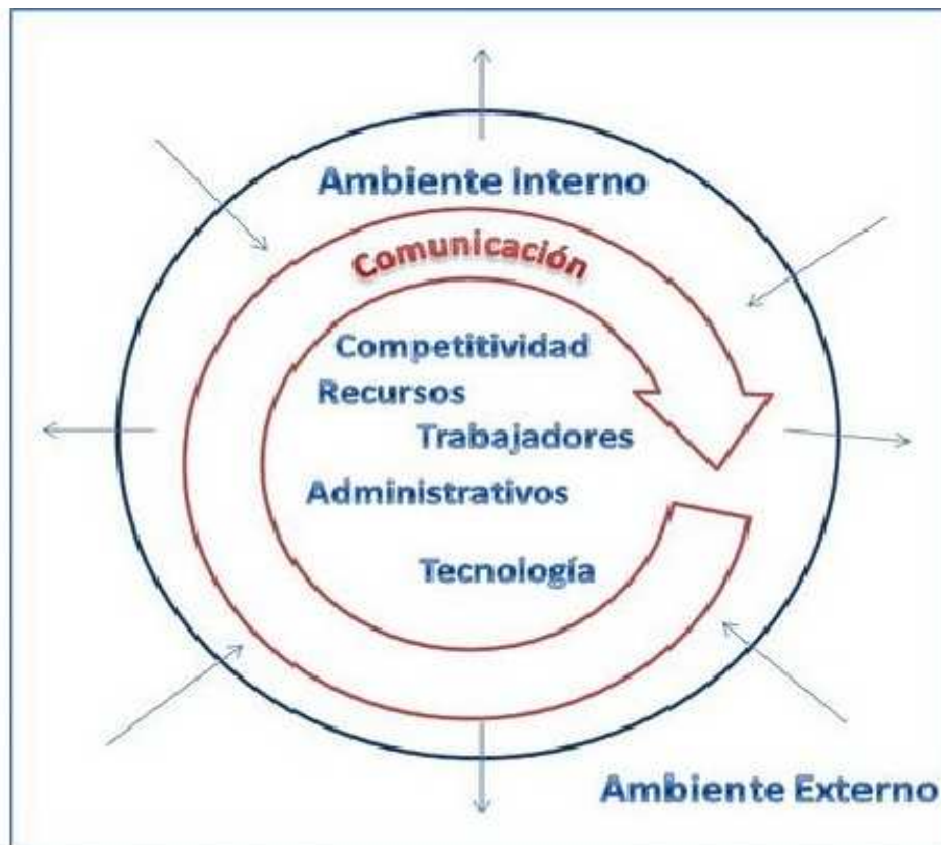 Ambiente Interno
Comunicación
Competitividad
Recursos
Trabajadores
Administrativos
Tecnología
Ambiente Externo